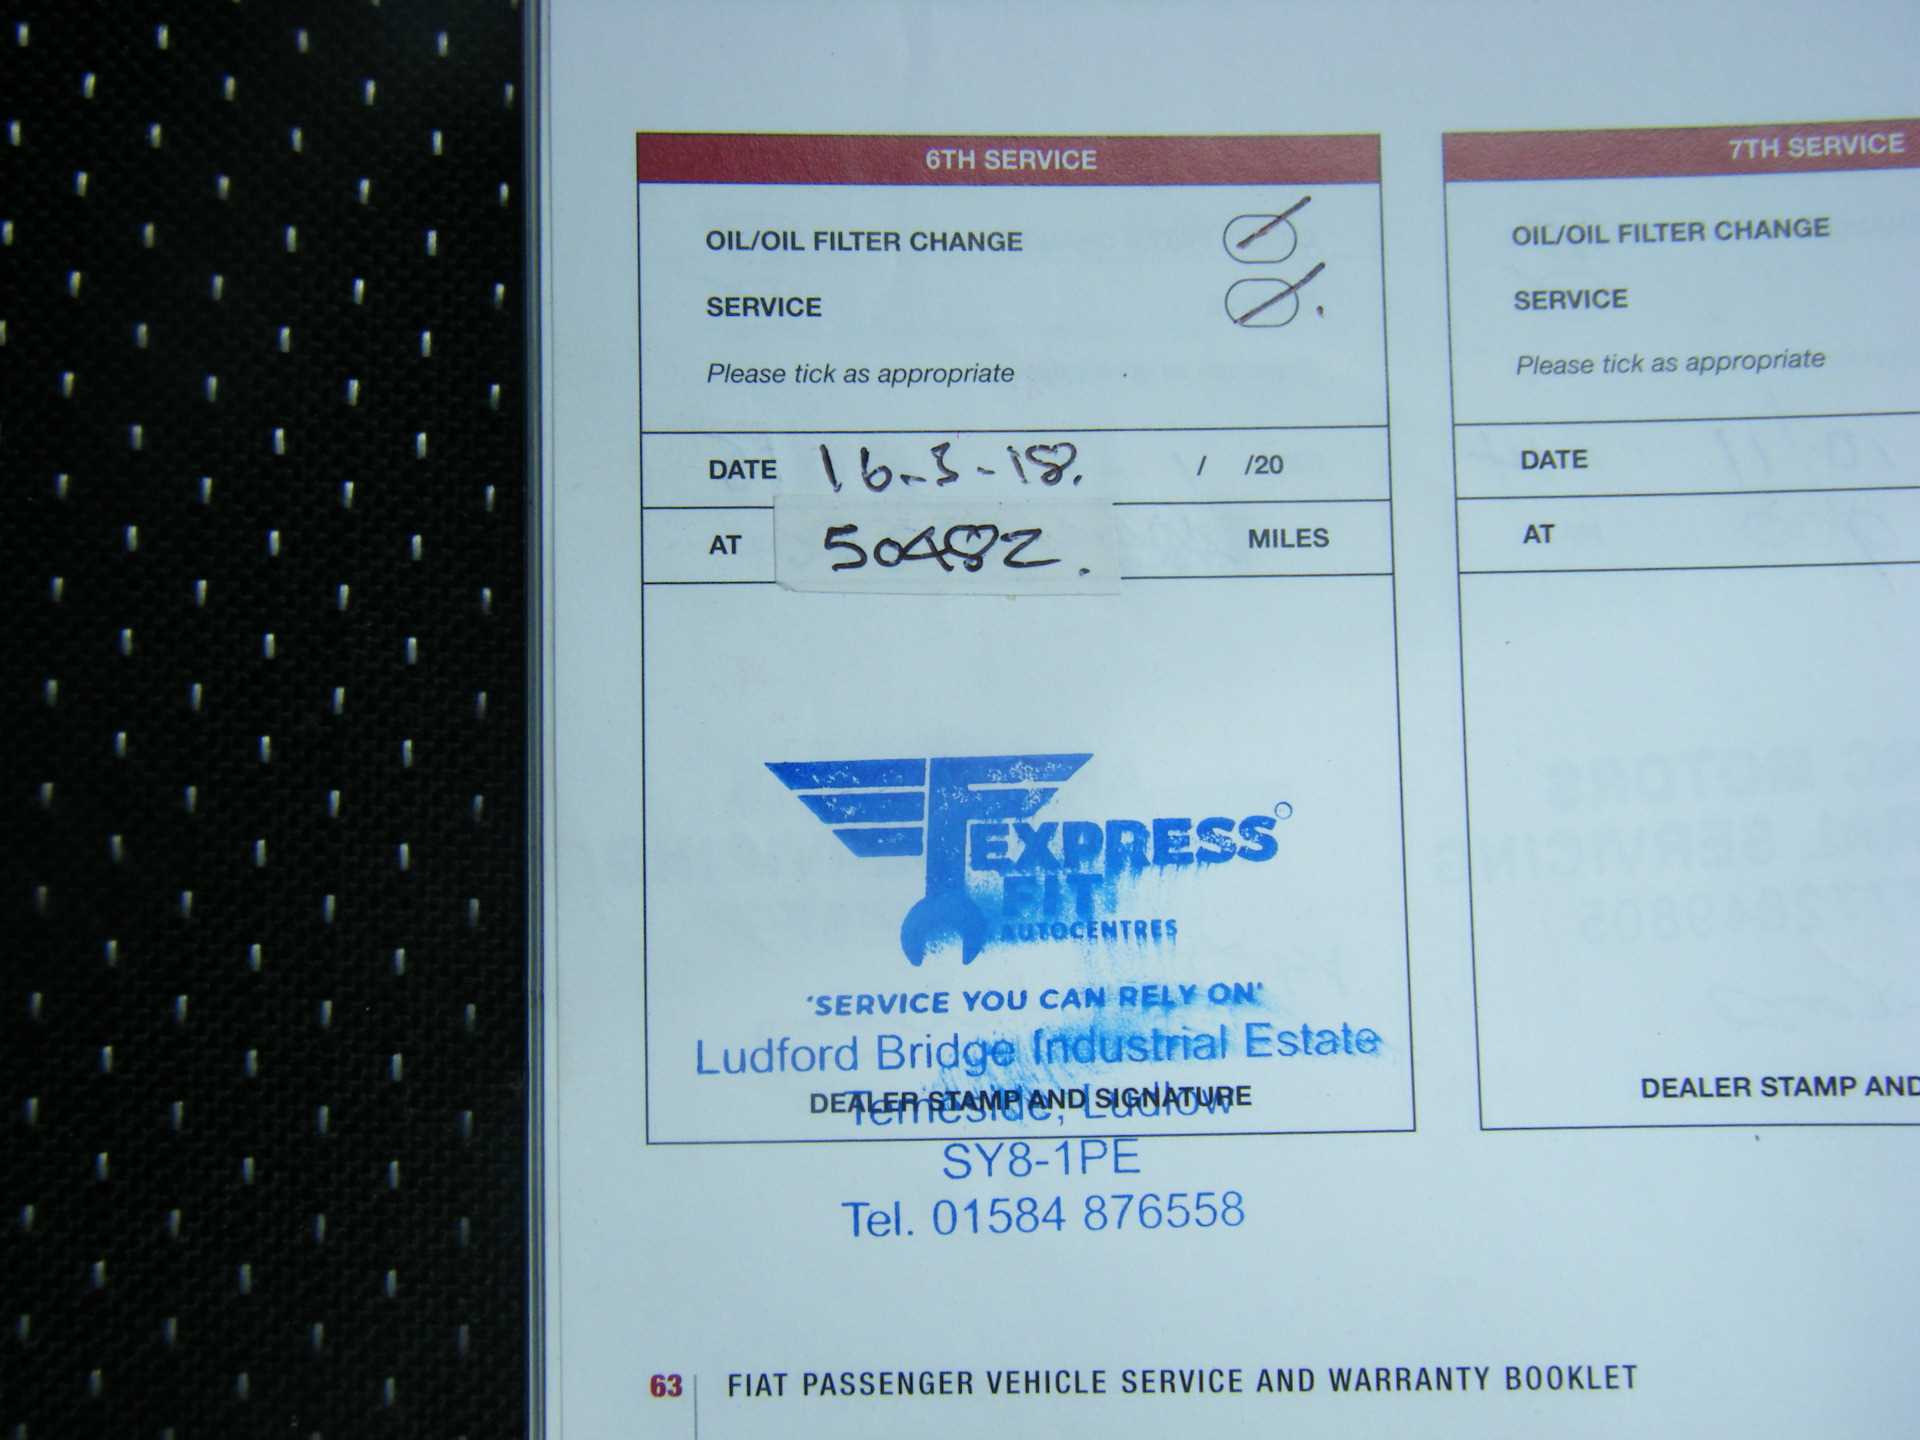 6TH SERVICE
OIL/OIL FILTER CHANGE
SERVICE
Please tick as appropriate
DATE 16-3-18. / /20
AT 50482. MILES
EXPRESS
FIT
AUTOCENTRES
'SERVICE YOU CAN RELY ON'
Ludford Bridge Industrial Estate
DEALER STAMP AND SIGNATURE
Temeside, Ludlow
SY8-1PE
Tel. 01584 876558
7TH SERVICE
OIL/OIL FILTER CHANGE
SERVICE
Please tick as appropriate
DATE
AT
DEALER STAMP AND
63 FIAT PASSENGER VEHICLE SERVICE AND WARRANTY BOOKLET